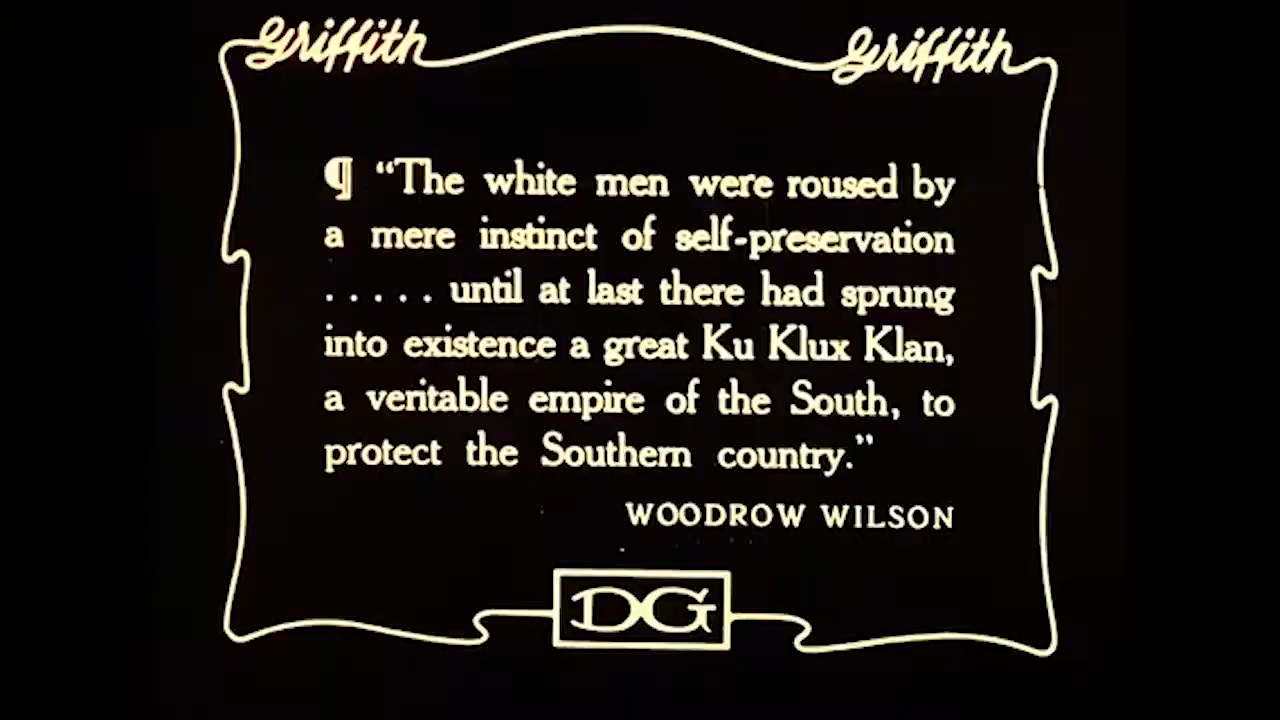 Griffith Griffith
¶ “The white men were roused by
a mere instinct of self-preservation
. . . . . until at last there had sprung
into existence a great Ku Klux Klan,
a veritable empire of the South, to
protect the Southern country.”
WOODROW WILSON
DG